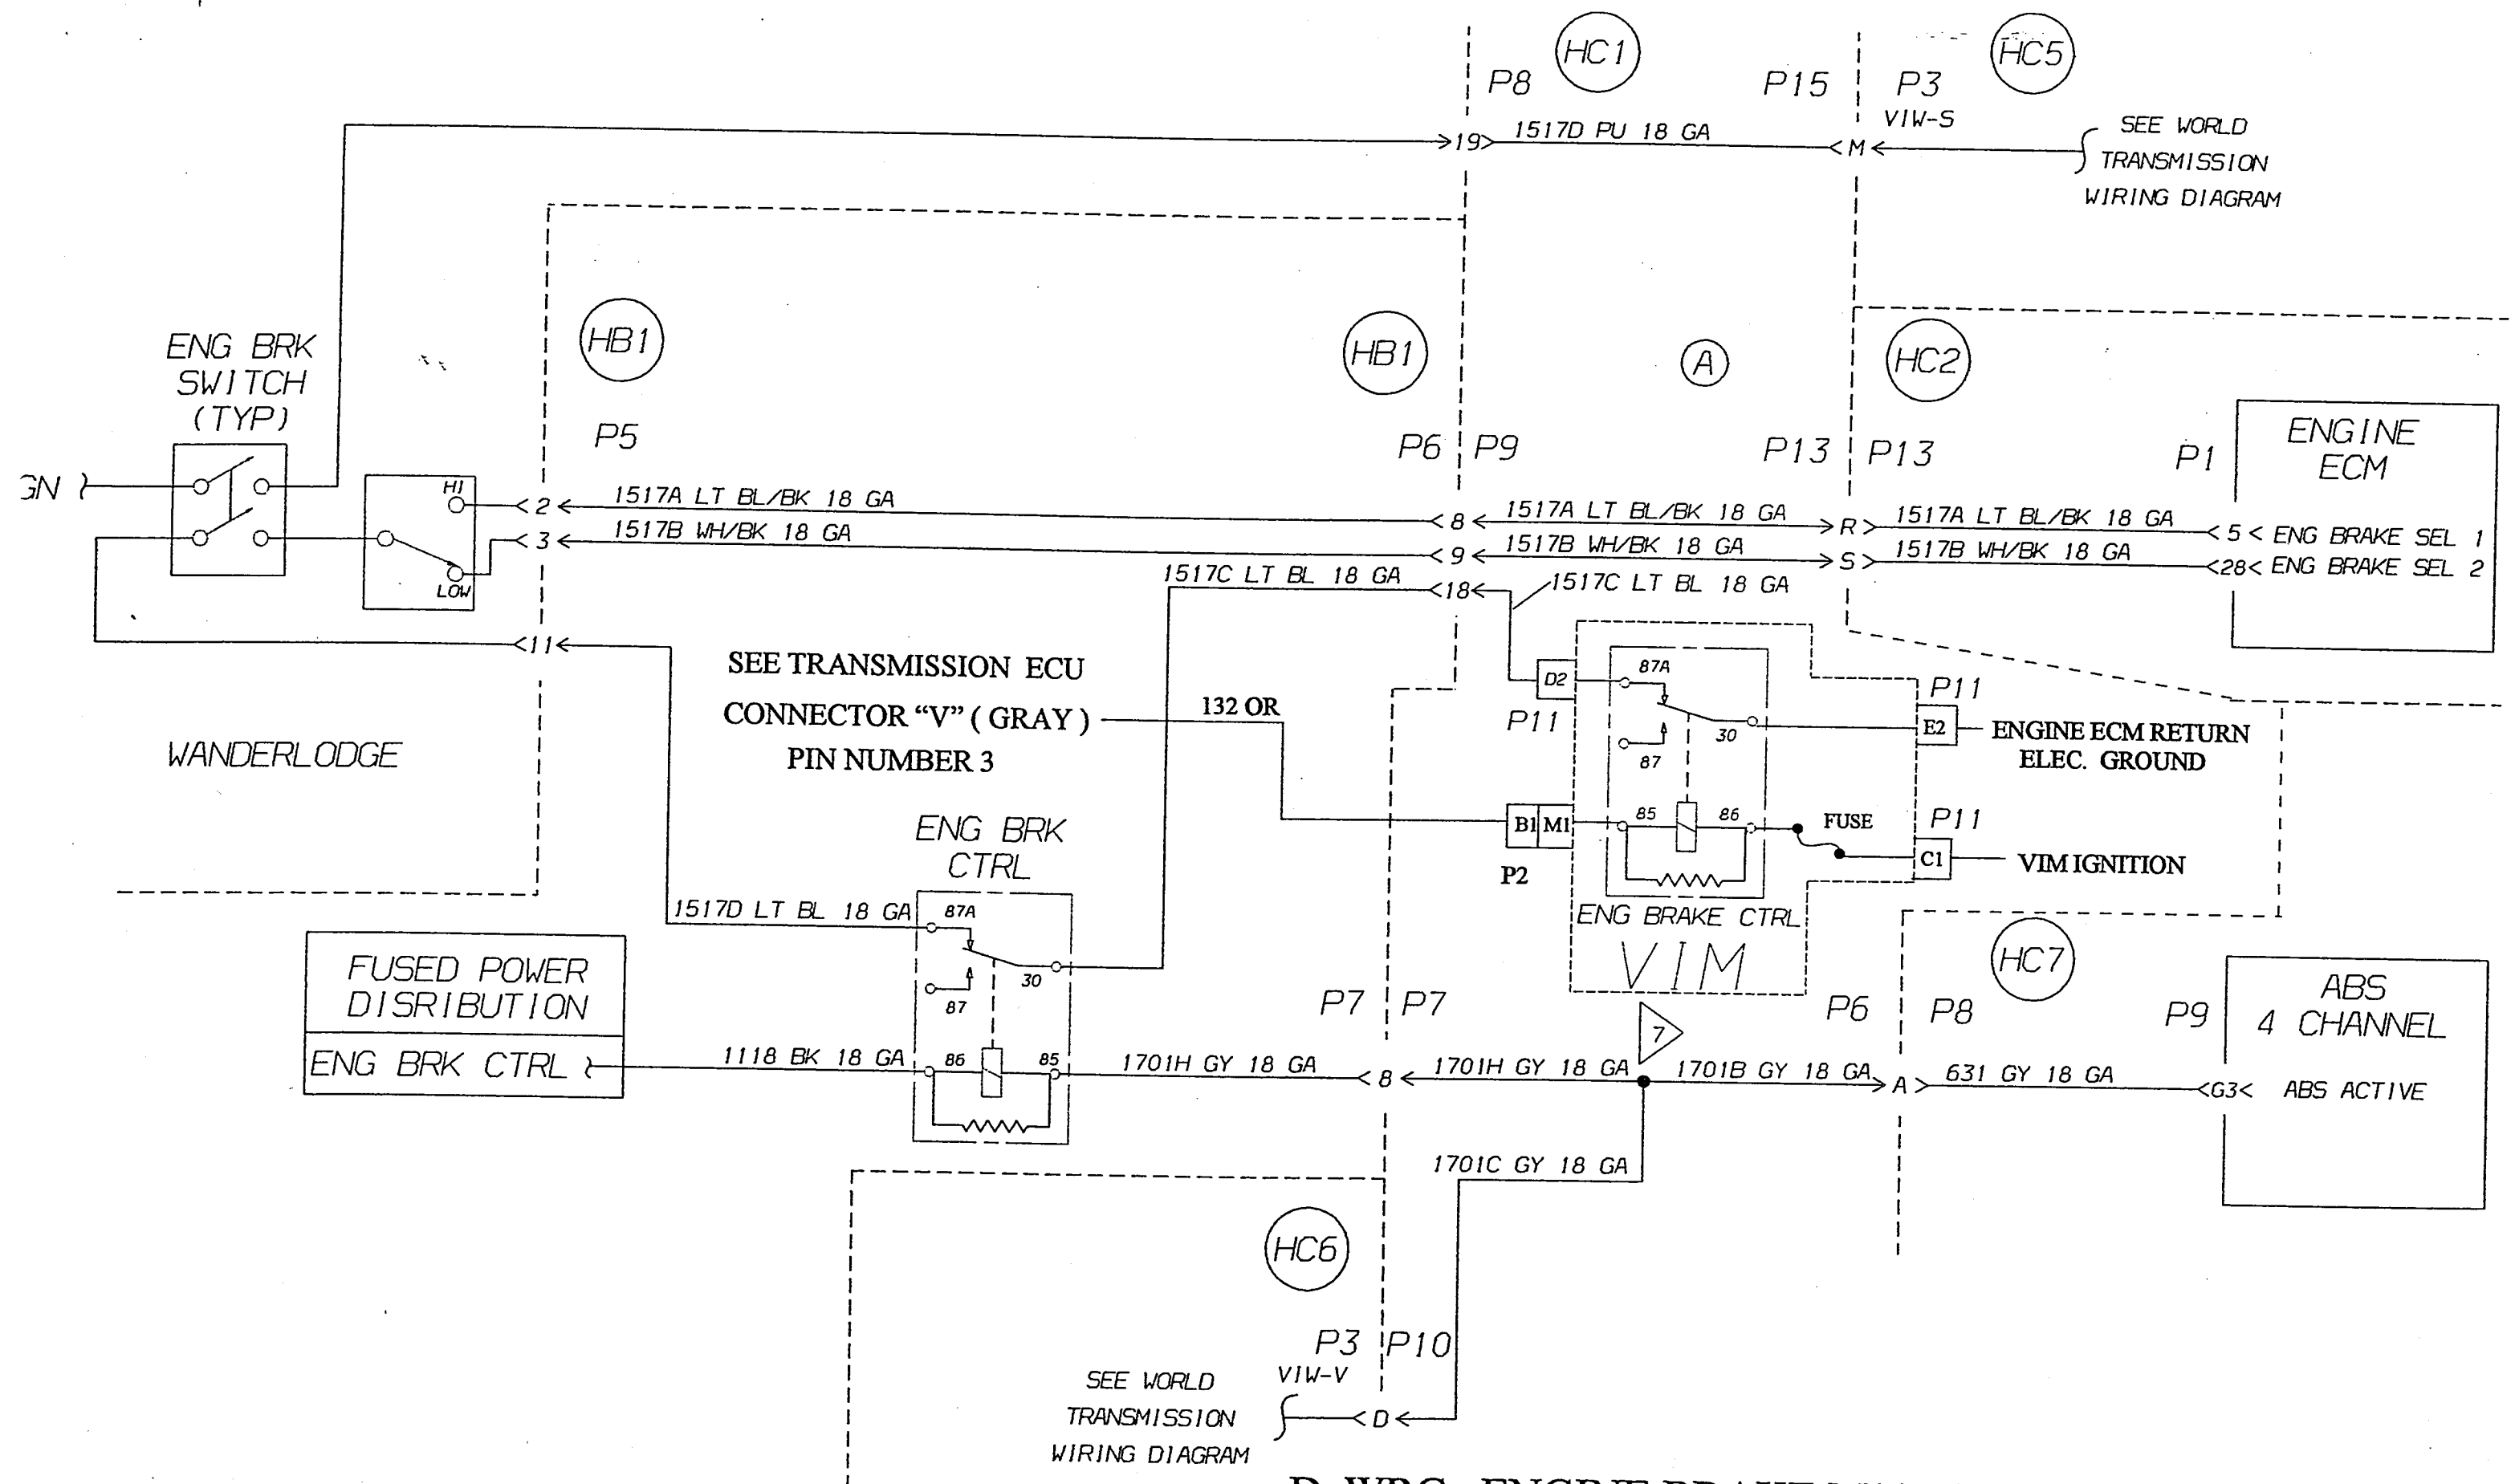 HC1
HC5
P8
P15
P3
VIW-S
19
1517D PU 18 GA
M
SEE WORLD
TRANSMISSION
WIRING DIAGRAM
ENG BRK
SWITCH
(TYP)
HB1
HB1
A
HC2
P5
P6
P9
P13
P13
P1
ENGINE
ECM
HI
LOW
2
1517A LT BL/BK 18 GA
8
1517A LT BL/BK 18 GA
R
1517A LT BL/BK 18 GA
5
ENG BRAKE SEL 1
3
1517B WH/BK 18 GA
9
1517B WH/BK 18 GA
S
1517B WH/BK 18 GA
28
ENG BRAKE SEL 2
1517C LT BL 18 GA
18
1517C LT BL 18 GA
11
SEE TRANSMISSION ECU
CONNECTOR "V" ( GRAY )
PIN NUMBER 3
132 OR
WANDERLODGE
D2
P11
87A
87
30
P11
E2
ENGINE ECM RETURN
ELEC. GROUND
B1
M1
P2
85
86
FUSE
P11
C1
VIM IGNITION
ENG BRAKE CTRL
VIM
ENG BRK
CTRL
1517D LT BL 18 GA
87A
87
30
FUSED POWER
DISRIBUTION
ENG BRK CTRL
1118 BK 18 GA
86
85
1701H GY 18 GA
P7
P7
8
1701H GY 18 GA
7
1701B GY 18 GA
P6
A
P8
HC7
631 GY 18 GA
P9
G3
ABS
4 CHANNEL
ABS ACTIVE
1701C GY 18 GA
HC6
P3
P10
VIW-V
D
SEE WORLD
TRANSMISSION
WIRING DIAGRAM